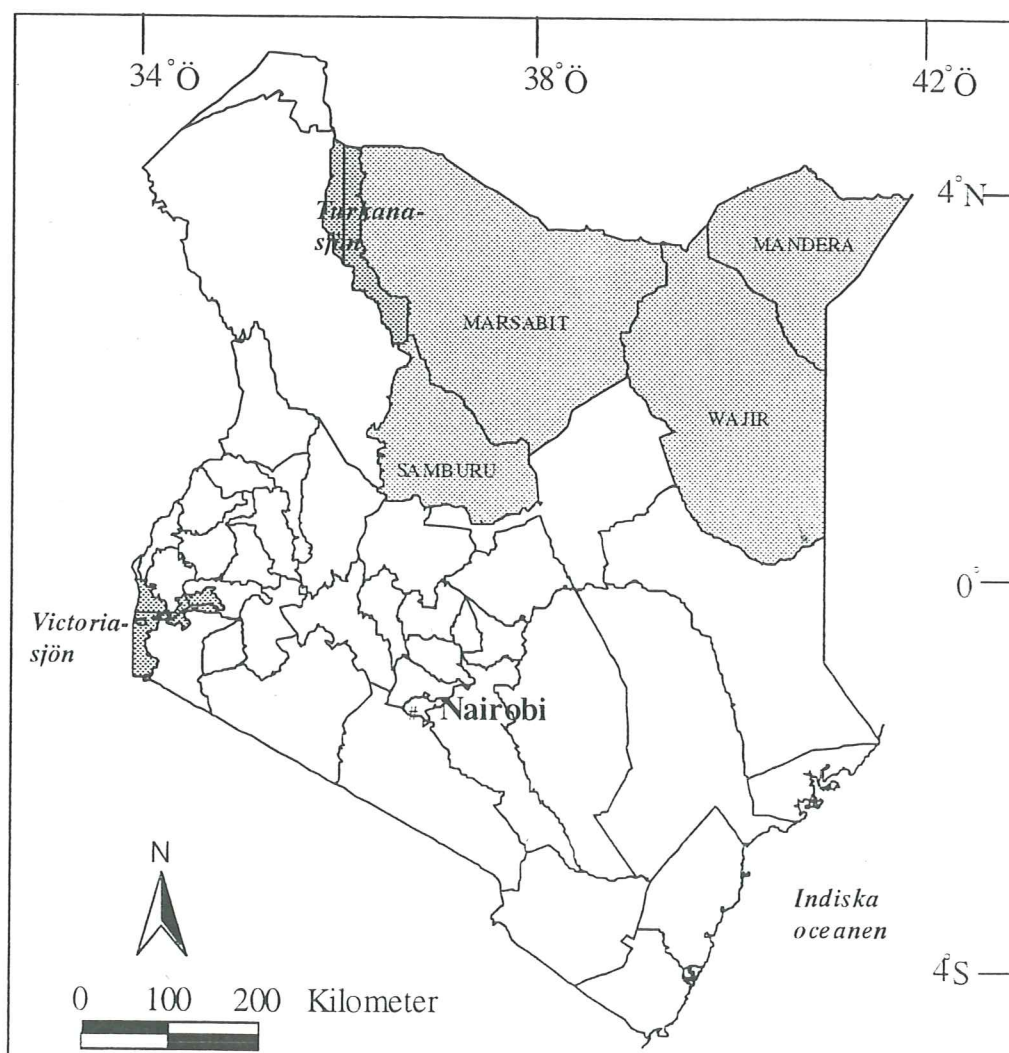 34°Ö
38°Ö
42°Ö
4°N
Turkana-
sjön
MANDERA
MARSABIT
WAJIR
SAMBURU
0°
Victoria-
sjön
# Nairobi
N
Indiska
oceanen
4°S
0 100 200 Kilometer